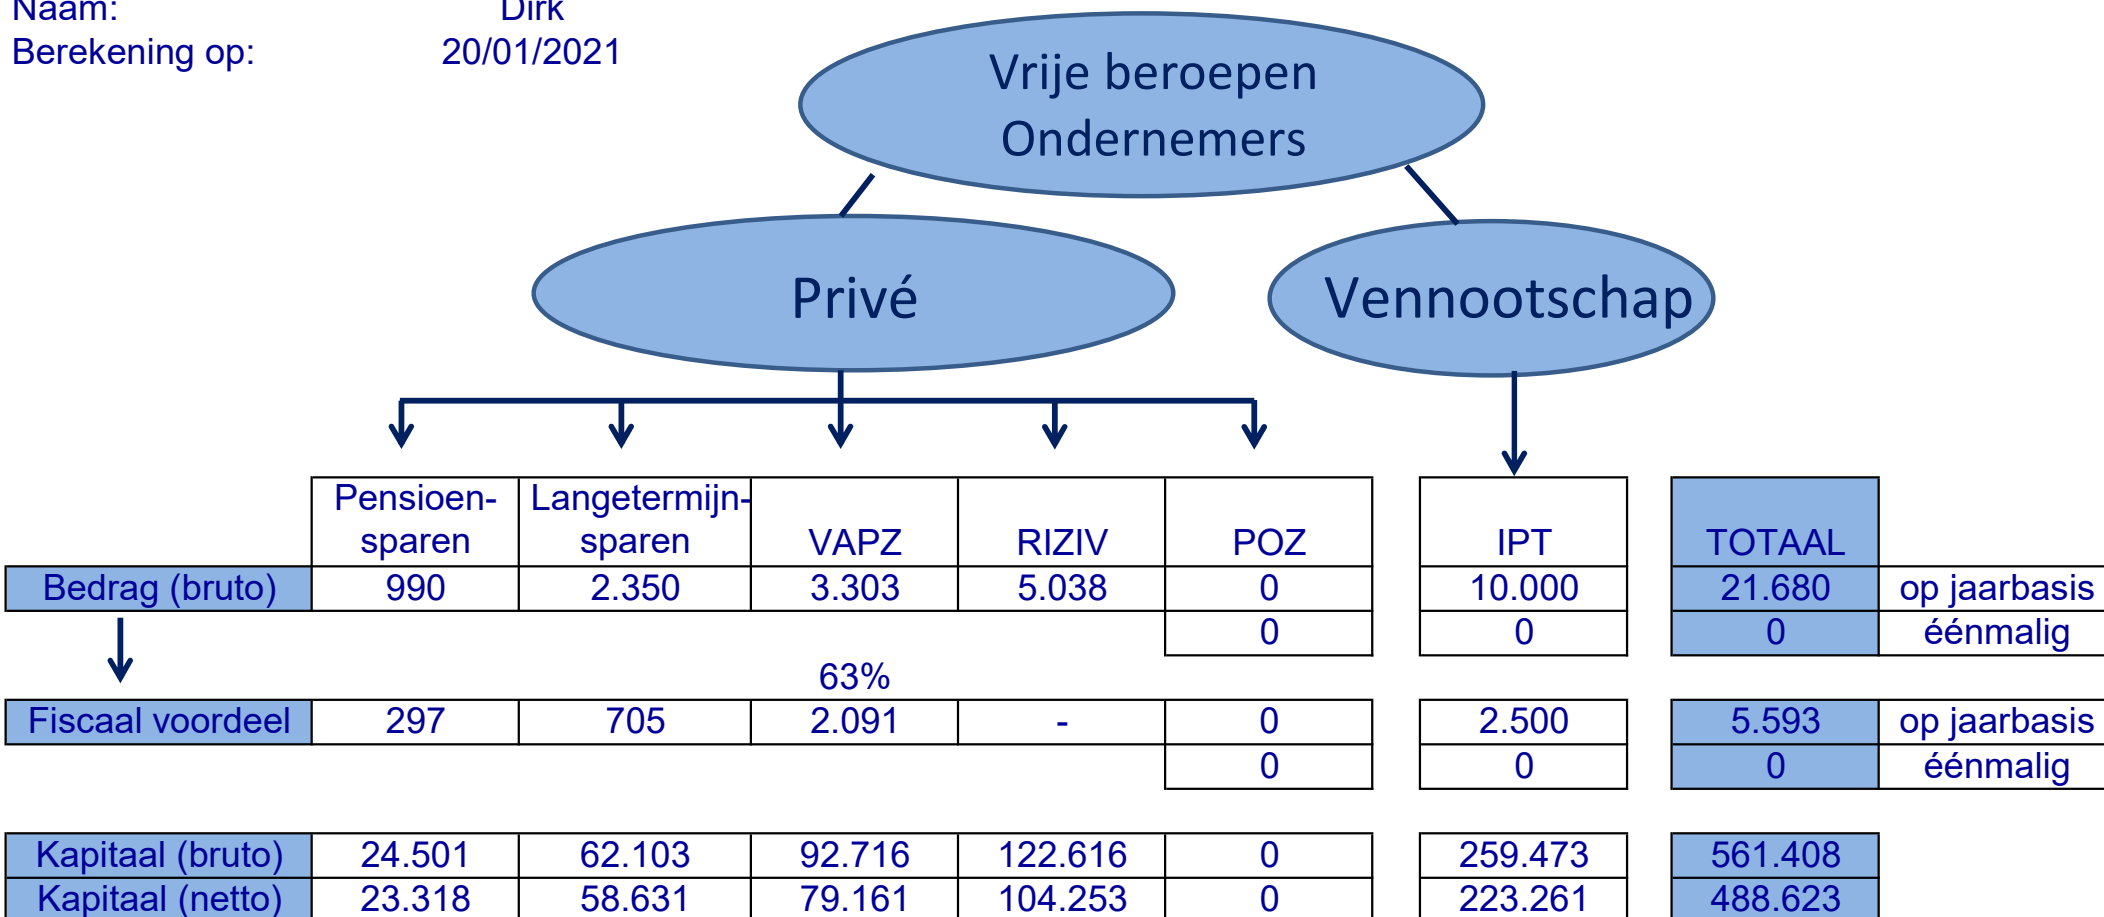 Naam: Dirk
Berekening op: 20/01/2021
Vrije beroepen
Ondernemers
Privé
Vennootschap
Pensioen- Langetermijn-
sparen sparen VAPZ RIZIV POZ IPT TOTAAL
Bedrag (bruto) 990 2.350 3.303 5.038 0 10.000 21.680 op jaarbasis
0 0 0 éénmalig
63%
Fiscaal voordeel 297 705 2.091 - 0 2.500 5.593 op jaarbasis
0 0 0 éénmalig
Kapitaal (bruto) 24.501 62.103 92.716 122.616 0 259.473 561.408
Kapitaal (netto) 23.318 58.631 79.161 104.253 0 223.261 488.623